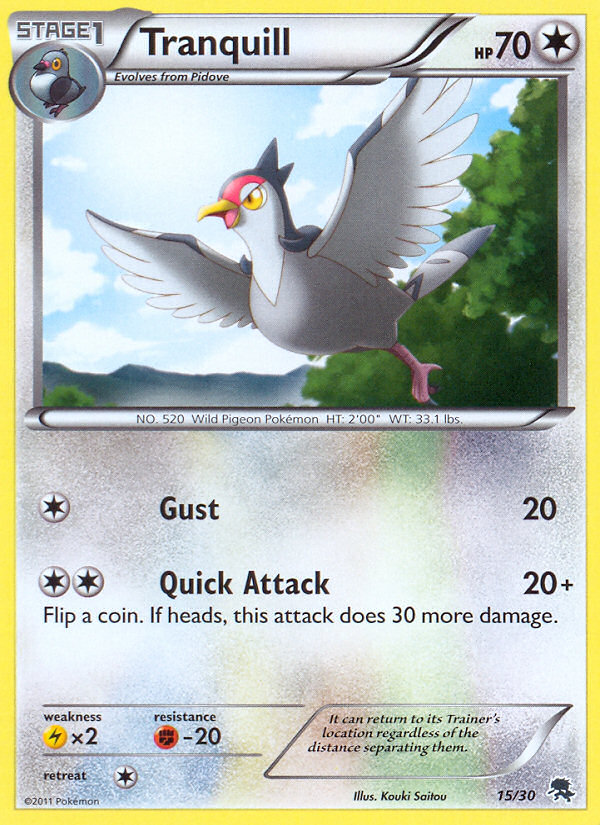 STAGE1
Tranquill
HP70
Evolves from Pidove
NO. 520 Wild Pigeon Pokémon HT: 2'00" WT: 33.1 lbs.
Gust 20
Quick Attack 20+
Flip a coin. If heads, this attack does 30 more damage.
weakness resistance
×2 -20
It can return to its Trainer's
location regardless of the
distance separating them.
retreat
©2011 Pokémon
Illus. Kouki Saitou
15/30